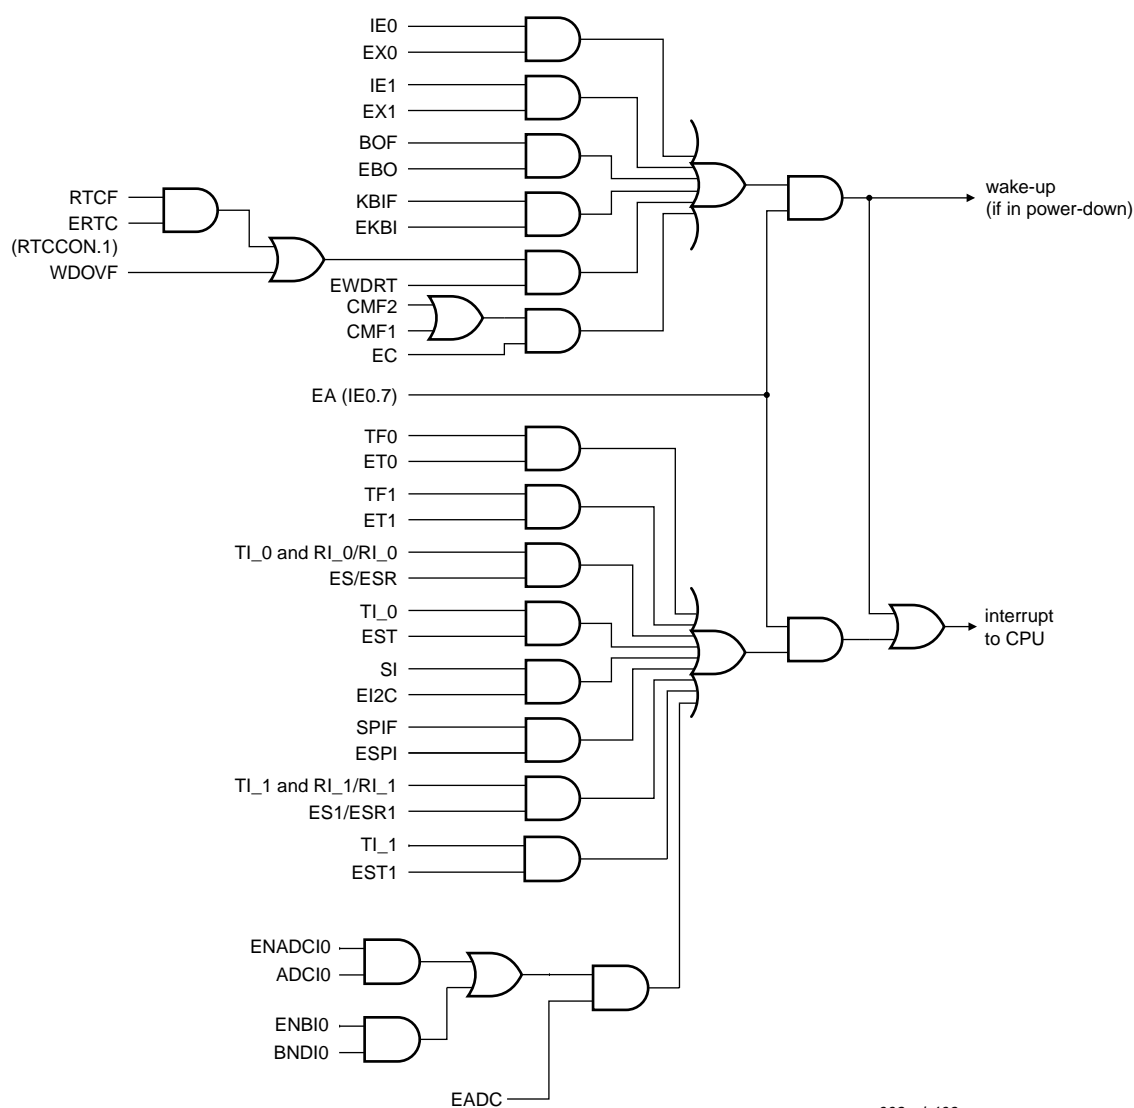 IE0
EX0
IE1
EX1
BOF
EBO
KBIF
EKBI
RTCF
ERTC
(RTCCON.1)
WDOVF
EWDRT
CMF2
CMF1
EC
wake-up
(if in power-down)
EA (IE0.7)
TF0
ET0
TF1
ET1
TI_0 and RI_0/RI_0
ES/ESR
TI_0
EST
interrupt
to CPU
SI
EI2C
SPIF
ESPI
TI_1 and RI_1/RI_1
ES1/ESR1
TI_1
EST1
ENADCI0
ADCI0
ENBI0
BNDI0
EADC